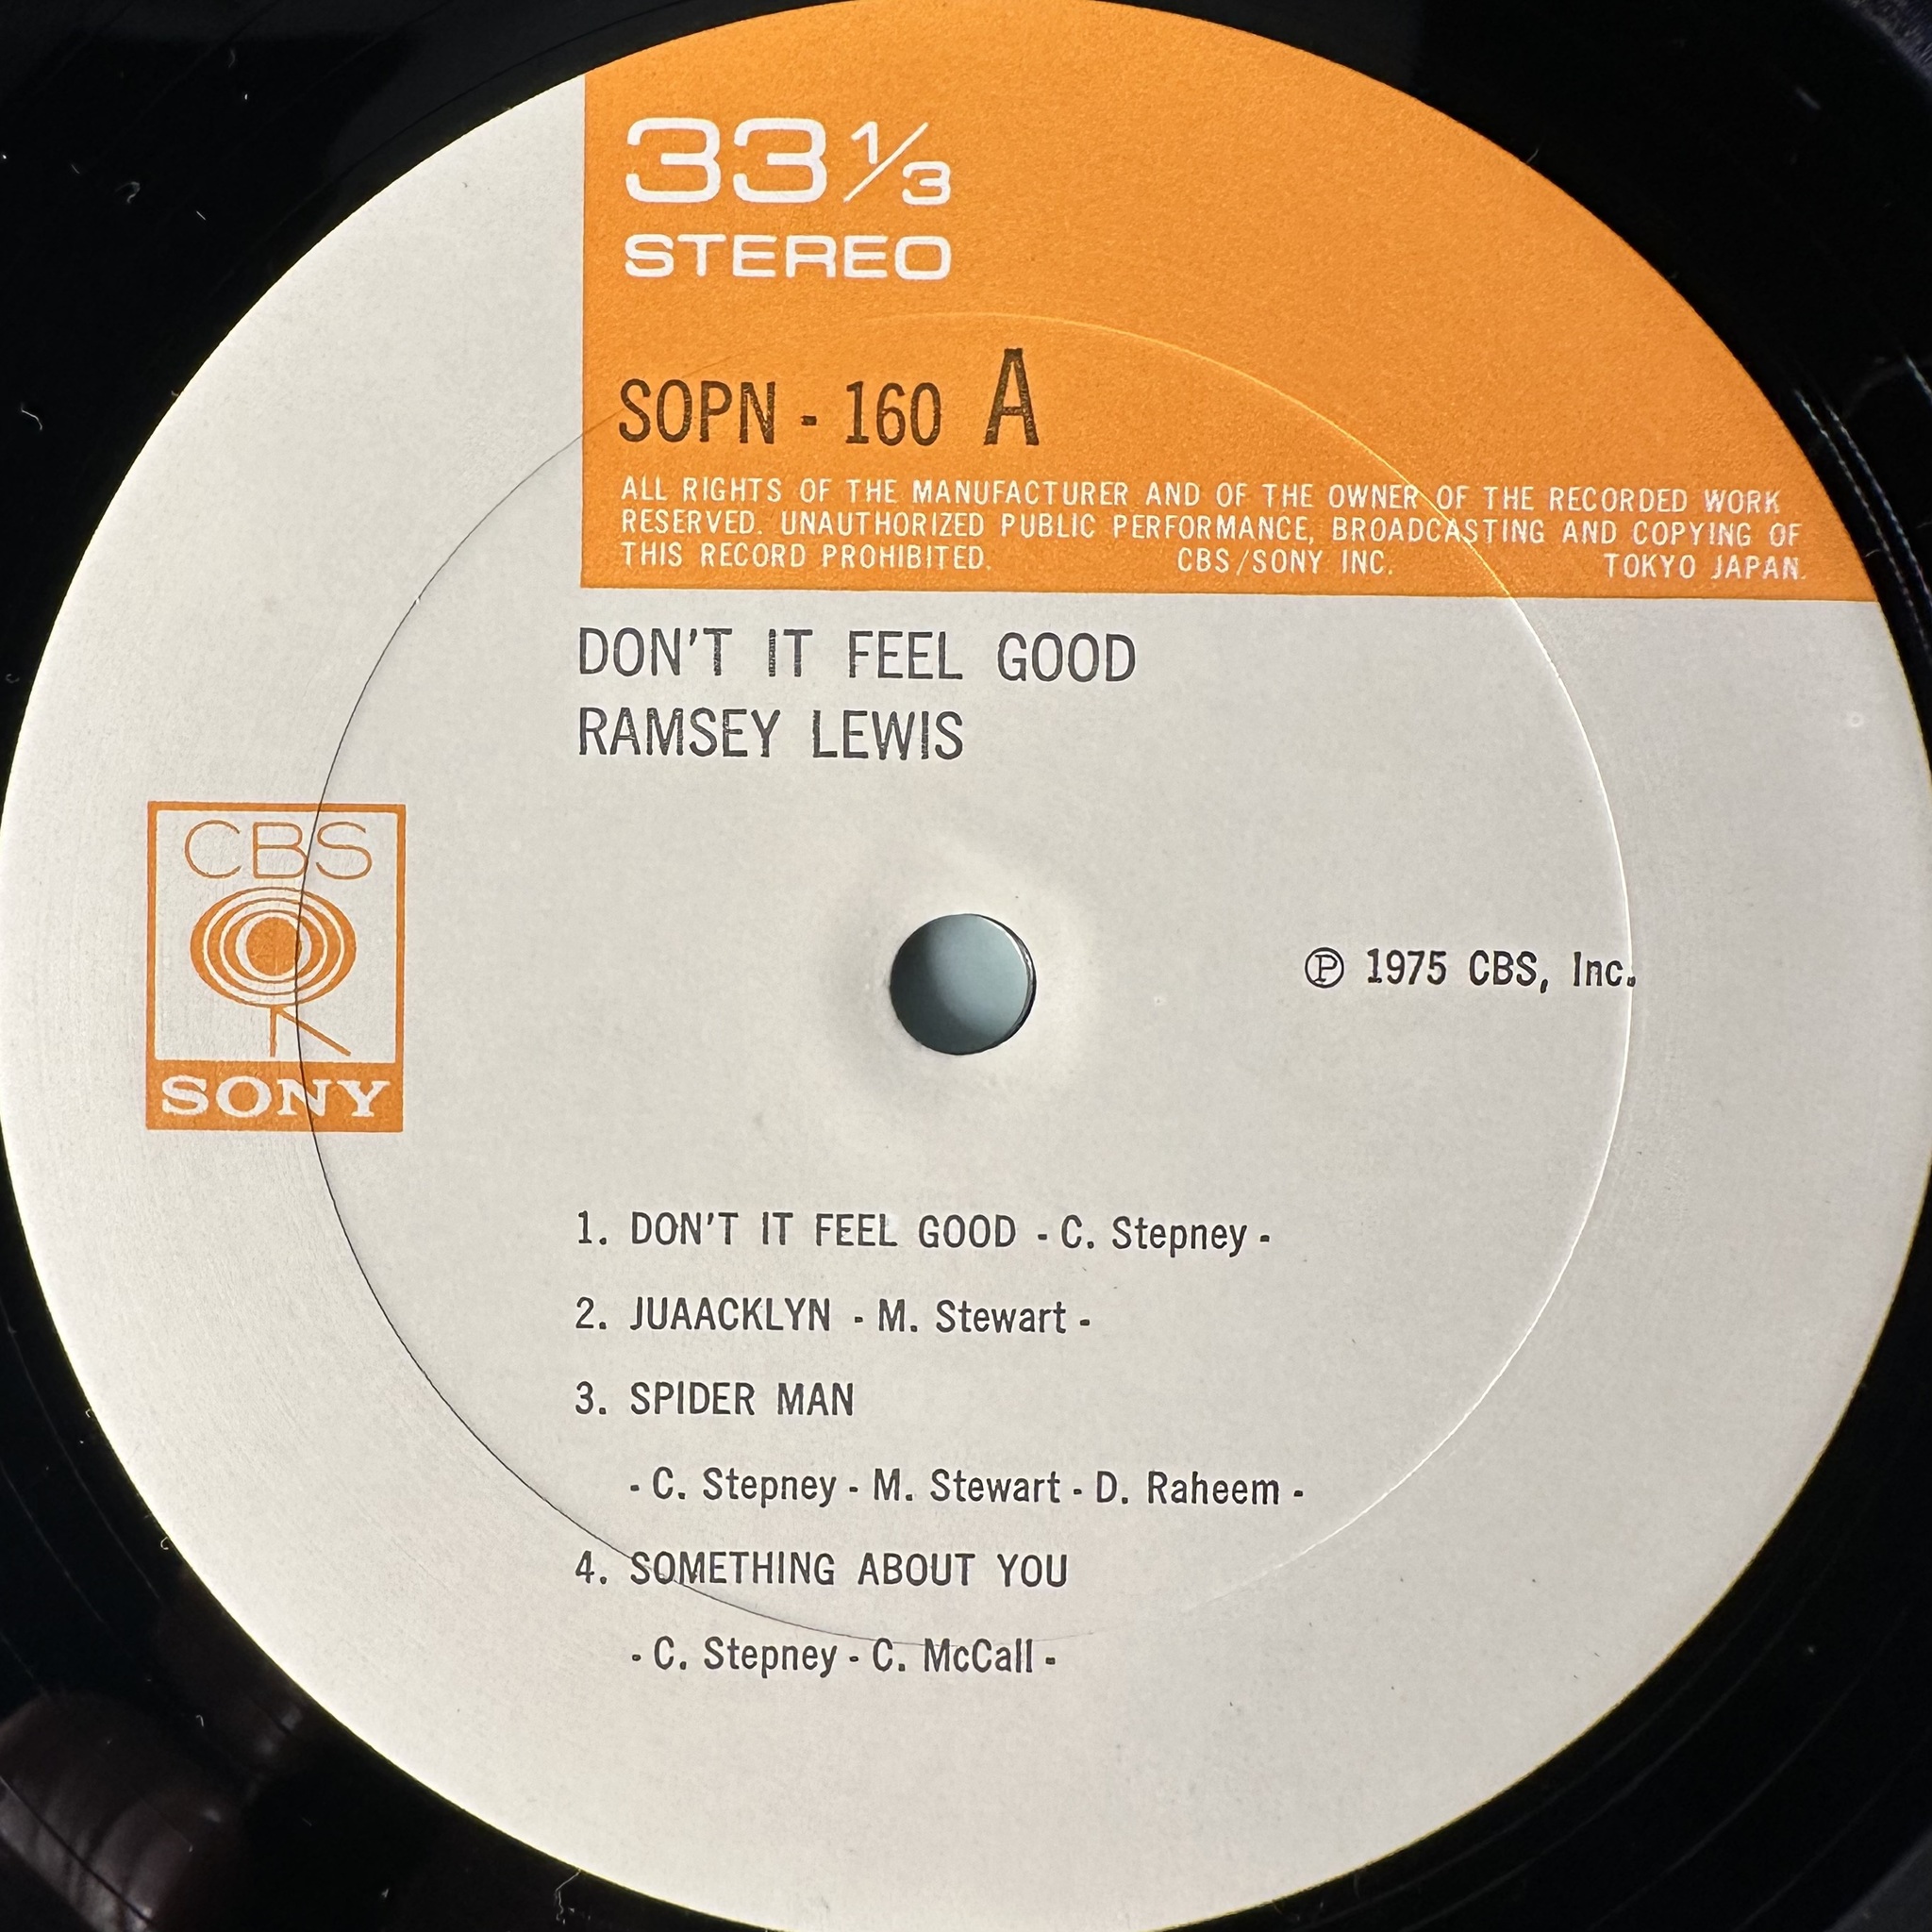 33 1/3
STEREO
SOPN - 160 A
ALL RIGHTS OF THE MANUFACTURER AND OF THE OWNER OF THE RECORDED WORK
RESERVED. UNAUTHORIZED PUBLIC PERFORMANCE, BROADCASTING AND COPYING OF
THIS RECORD PROHIBITED. CBS/SONY INC. TOKYO JAPAN.
DON'T IT FEEL GOOD
RAMSEY LEWIS
CBS
SONY
℗ 1975 CBS, Inc.
1. DON'T IT FEEL GOOD - C. Stepney -
2. JUAACKLYN - M. Stewart -
3. SPIDER MAN
- C. Stepney - M. Stewart - D. Raheem -
4. SOMETHING ABOUT YOU
- C. Stepney - C. McCall -